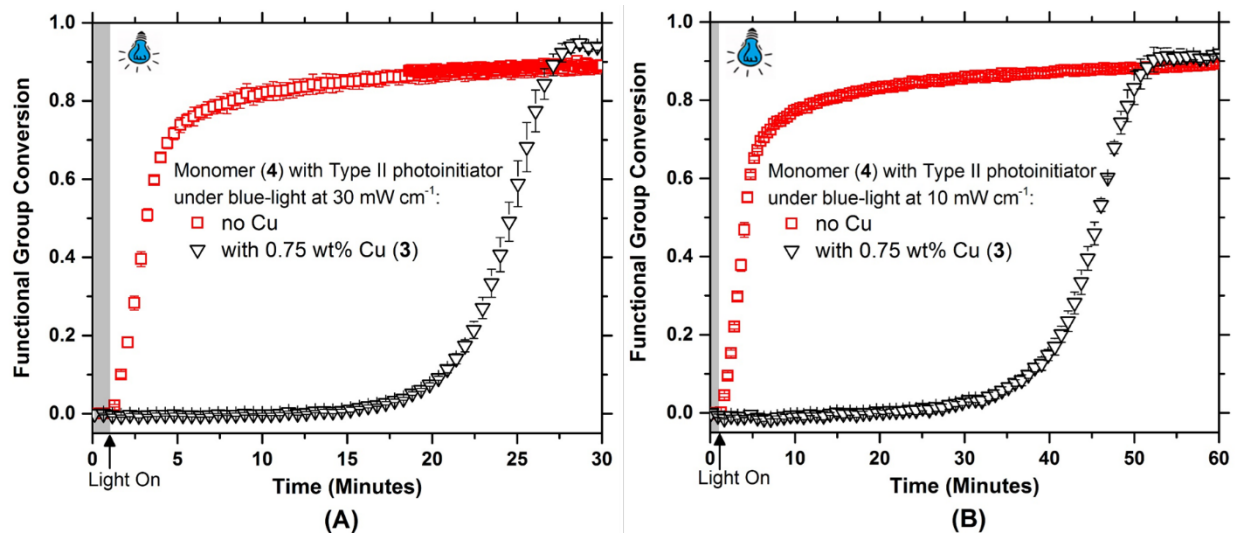 1.0
0.8
0.6
0.4
0.2
0.0
Functional Group Conversion
Monomer (4) with Type II photoinitiator
under blue-light at 30 mW cm⁻¹:
no Cu
with 0.75 wt% Cu (3)
0 5 10 15 20 25 30
Light On
Time (Minutes)
(A)
1.0
0.8
0.6
0.4
0.2
0.0
Functional Group Conversion
Monomer (4) with Type II photoinitiator
under blue-light at 10 mW cm⁻¹:
no Cu
with 0.75 wt% Cu (3)
0 10 20 30 40 50 60
Light On
Time (Minutes)
(B)